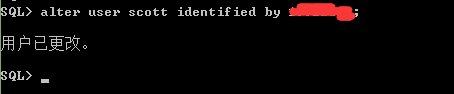 SQL> alter user scott identified by ;
用户已更改。
SQL>